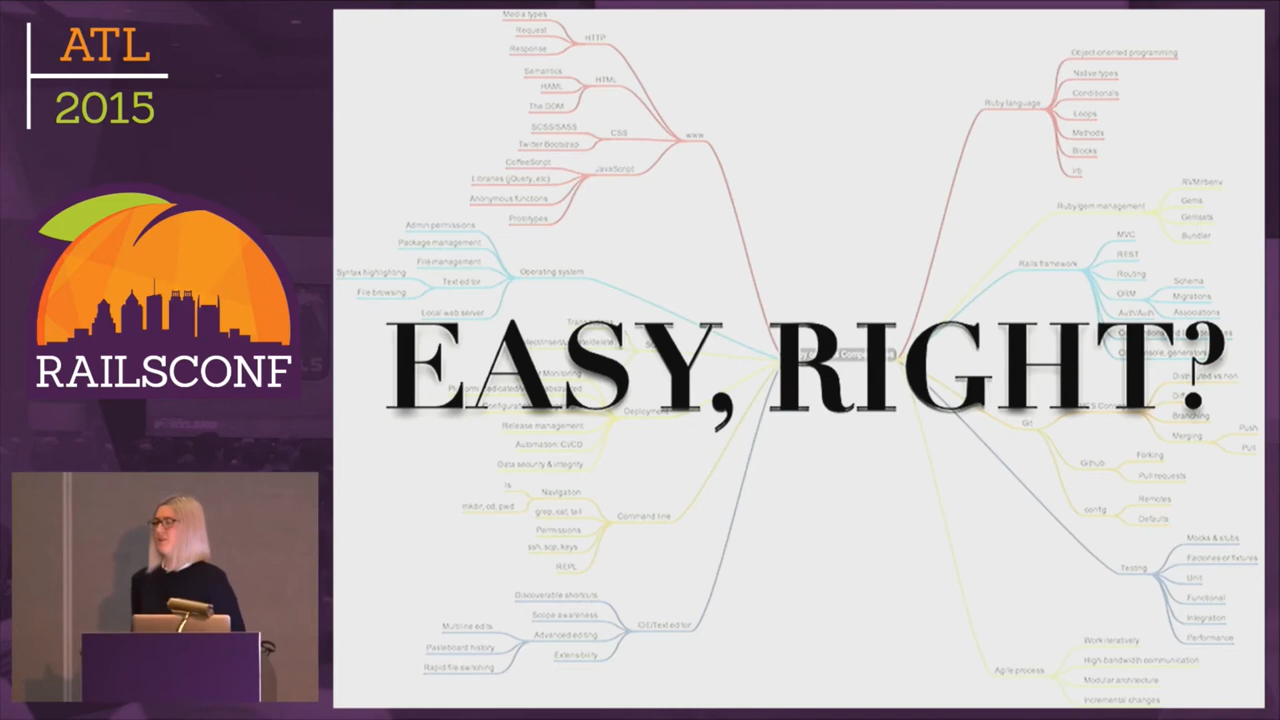 ATL
2015
RAILSCONF
EASY, RIGHT?
Media types
Request
Response
HTTP
Semantics
HAML
The DOM
HTML
SCSS/SASS
Twitter Bootstrap
CSS
CoffeeScript
Libraries (jQuery, etc)
Anonymous functions
Prototypes
JavaScript
www
Admin permissions
Package management
File management
Syntax highlighting
File browsing
Text editor
Local web server
Operating system
Monitoring
Release management
Automation: CI/CD
Data security & integrity
Deployment
ls
mkdir, cd, pwd
Navigation
grep, cat, tail
Permissions
ssh, scp, keys
REPL
Command line
Discoverable shortcuts
Scope awareness
Multiline edits
Pasteboard history
Rapid file switching
Advanced editing
Extensibility
IDE/Text editor
Ruby language
Object oriented programming
Native types
Conditionals
Loops
Methods
Blocks
irb
Ruby/gem management
RVM/rbenv
Gems
Gemsets
Bundler
Rails framework
MVC
REST
Routing
ORM
Schema
Migrations
Associations
Auth/Auth
Git
Distributed vs non
Branching
Merging
Push
Pull
Github
Forking
Pull requests
config
Remotes
Defaults
Testing
Mocks & stubs
Factories or fixtures
Unit
Functional
Integration
Performance
Agile process
Work iteratively
High-bandwidth communication
Modular architecture
Incremental changes